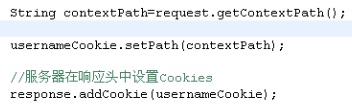 String contextPath=request.getContextPath();
usernameCookie.setPath(contextPath);
//服务器在响应头中设置Cookies
response.addCookie(usernameCookie);